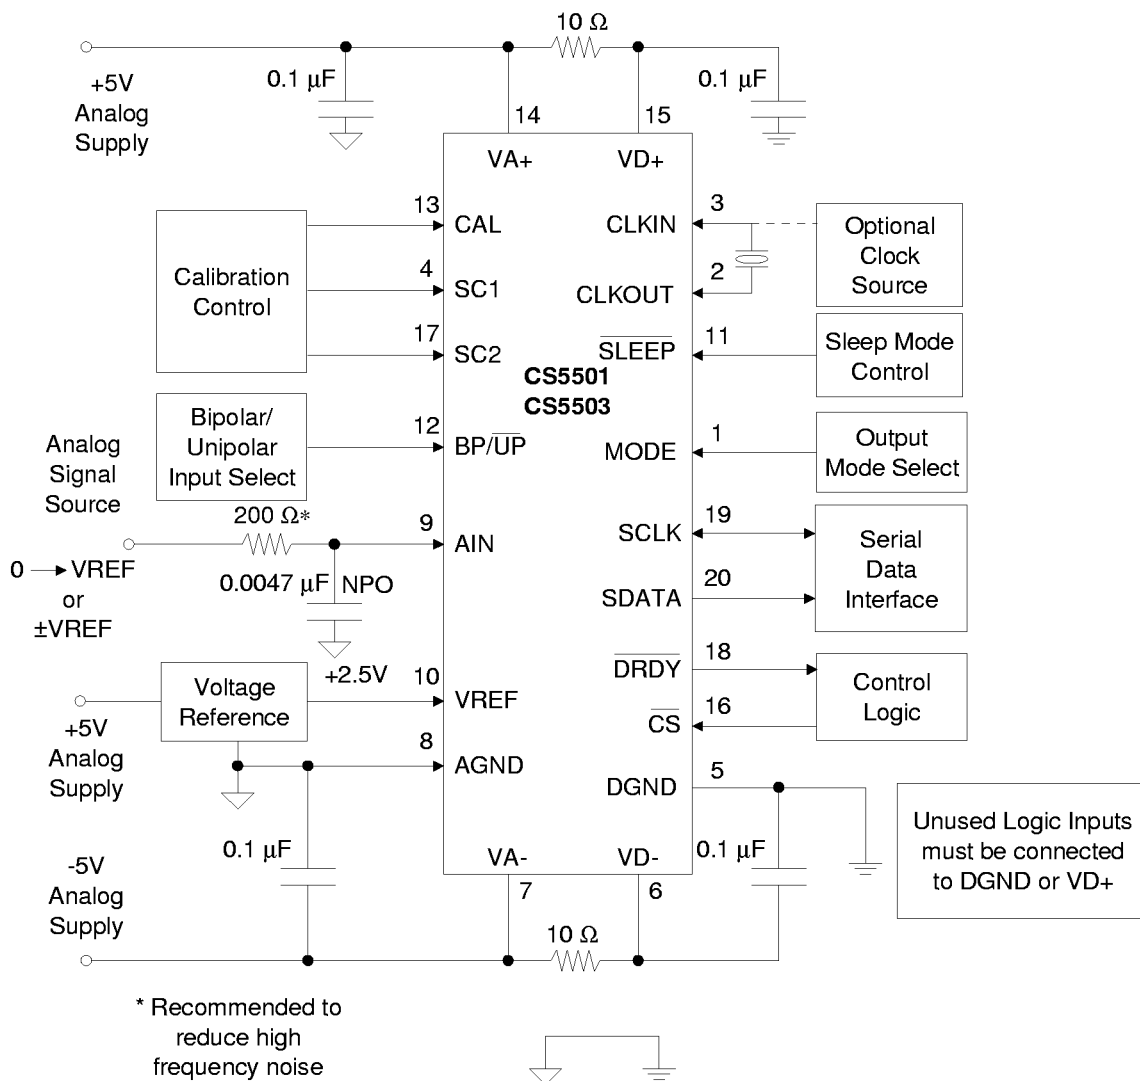 10 Ω
+5V
Analog
Supply
0.1 µF
0.1 µF
14
15
VA+
VD+
13
CAL
3
CLKIN
Optional
Clock
Source
Calibration
Control
4
SC1
2
CLKOUT
17
SC2
SLEEP
11
Sleep Mode
Control
CS5501
CS5503
Bipolar/
Unipolar
Input Select
12
BP/UP
MODE
1
Output
Mode Select
Analog
Signal
Source
200 Ω*
9
AIN
SCLK
19
Serial
Data
Interface
0 → VREF
or
±VREF
0.0047 µF NPO
SDATA
20
DRDY
18
Control
Logic
+2.5V
Voltage
Reference
10
VREF
CS
16
+5V
Analog
Supply
8
AGND
DGND
5
Unused Logic Inputs
must be connected
to DGND or VD+
-5V
Analog
Supply
0.1 µF
VA-
VD-
0.1 µF
7
6
10 Ω
* Recommended to
reduce high
frequency noise